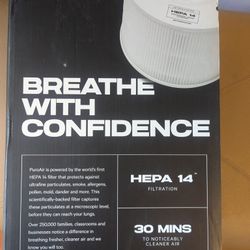 HEPA 14
BREATHE
WITH
CONFIDENCE
PuroAir is powered by the world's first
HEPA 14 filter that protects against
ultrafine particulates, smoke, allergens,
pollen, mold, dander and more. This
scientifically-backed filter captures
these particulates at a microscopic level,
before they can reach your lungs.
Over 250,000 families, classrooms and
businesses notice a difference in
breathing fresher, cleaner air and we
know you will too.
HEPA 14™
FILTRATION
30 MINS
TO NOTICEABLY
CLEANER AIR